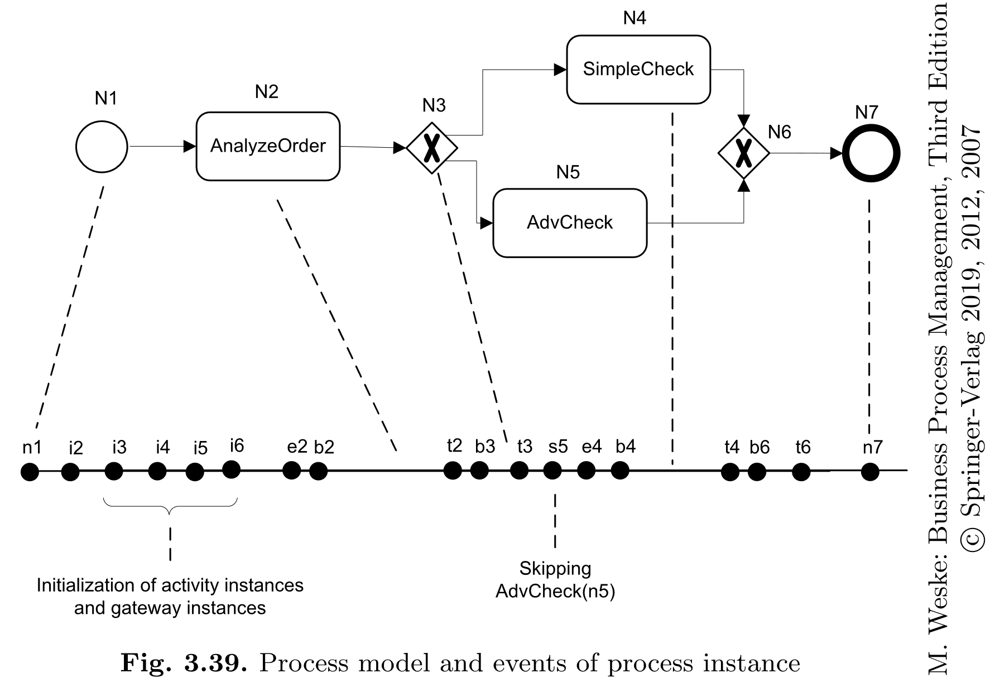 N4
SimpleCheck
N1
N2
N3
N7
N6
AnalyzeOrder
N5
AdvCheck
n1 i2 i3 i4 i5 i6 e2 b2 t2 b3 t3 s5 e4 b4 t4 b6 t6 n7
Initialization of activity instances
and gateway instances
Skipping
AdvCheck(n5)
Fig. 3.39. Process model and events of process instance
M. Weske: Business Process Management, Third Edition
© Springer-Verlag 2019, 2012, 2007